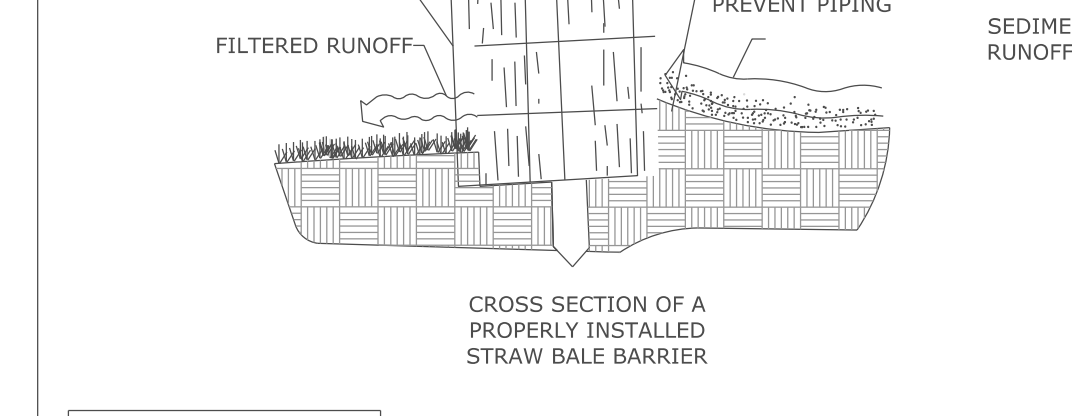 PREVENT PIPING
SEDIME
RUNOFF
FILTERED RUNOFF
CROSS SECTION OF A
PROPERLY INSTALLED
STRAW BALE BARRIER